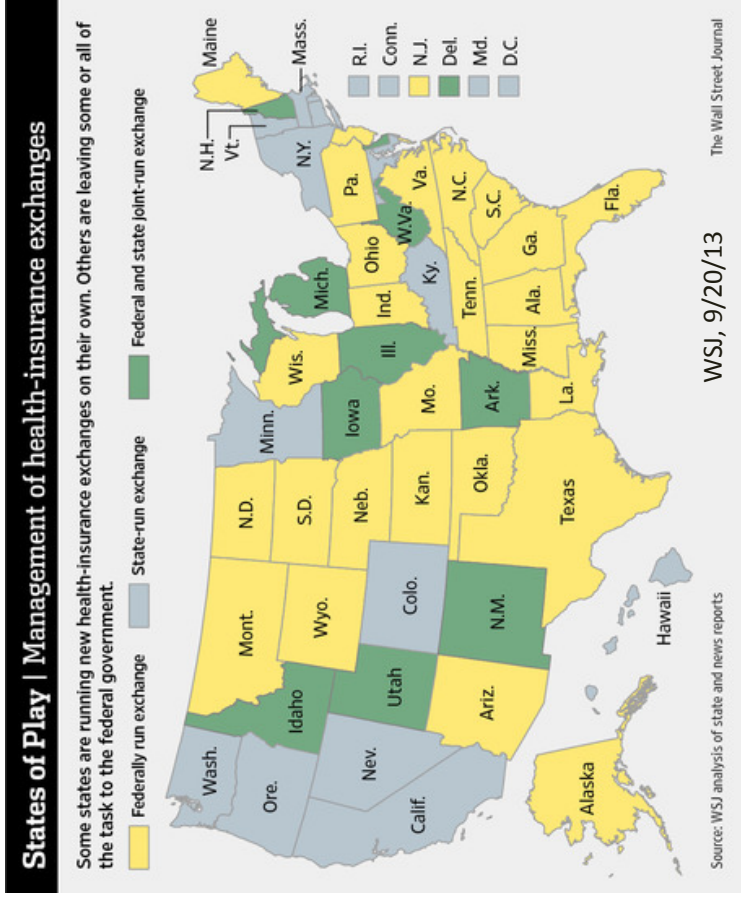 States of Play | Management of health-insurance exchanges
Some states are running new health-insurance exchanges on their own. Others are leaving some or all of
the task to the federal government.
Federally run exchange
State-run exchange
Federal and state joint-run exchange
Wash.
Ore.
Calif.
Nev.
Idaho
Mont.
Wyo.
Utah
Ariz.
Colo.
N.M.
N.D.
S.D.
Neb.
Kan.
Okla.
Texas
Minn.
Iowa
Mo.
Ark.
La.
Wis.
Ill.
Mich.
Ind.
Ohio
Ky.
Tenn.
Miss.
Ala.
Ga.
Fla.
S.C.
N.C.
Va.
W.Va.
Pa.
N.Y.
Vt.
N.H.
Maine
Mass.
R.I.
Conn.
N.J.
Del.
Md.
D.C.
Alaska
Hawaii
WSJ, 9/20/13
Source: WSJ analysis of state and news reports
The Wall Street Journal